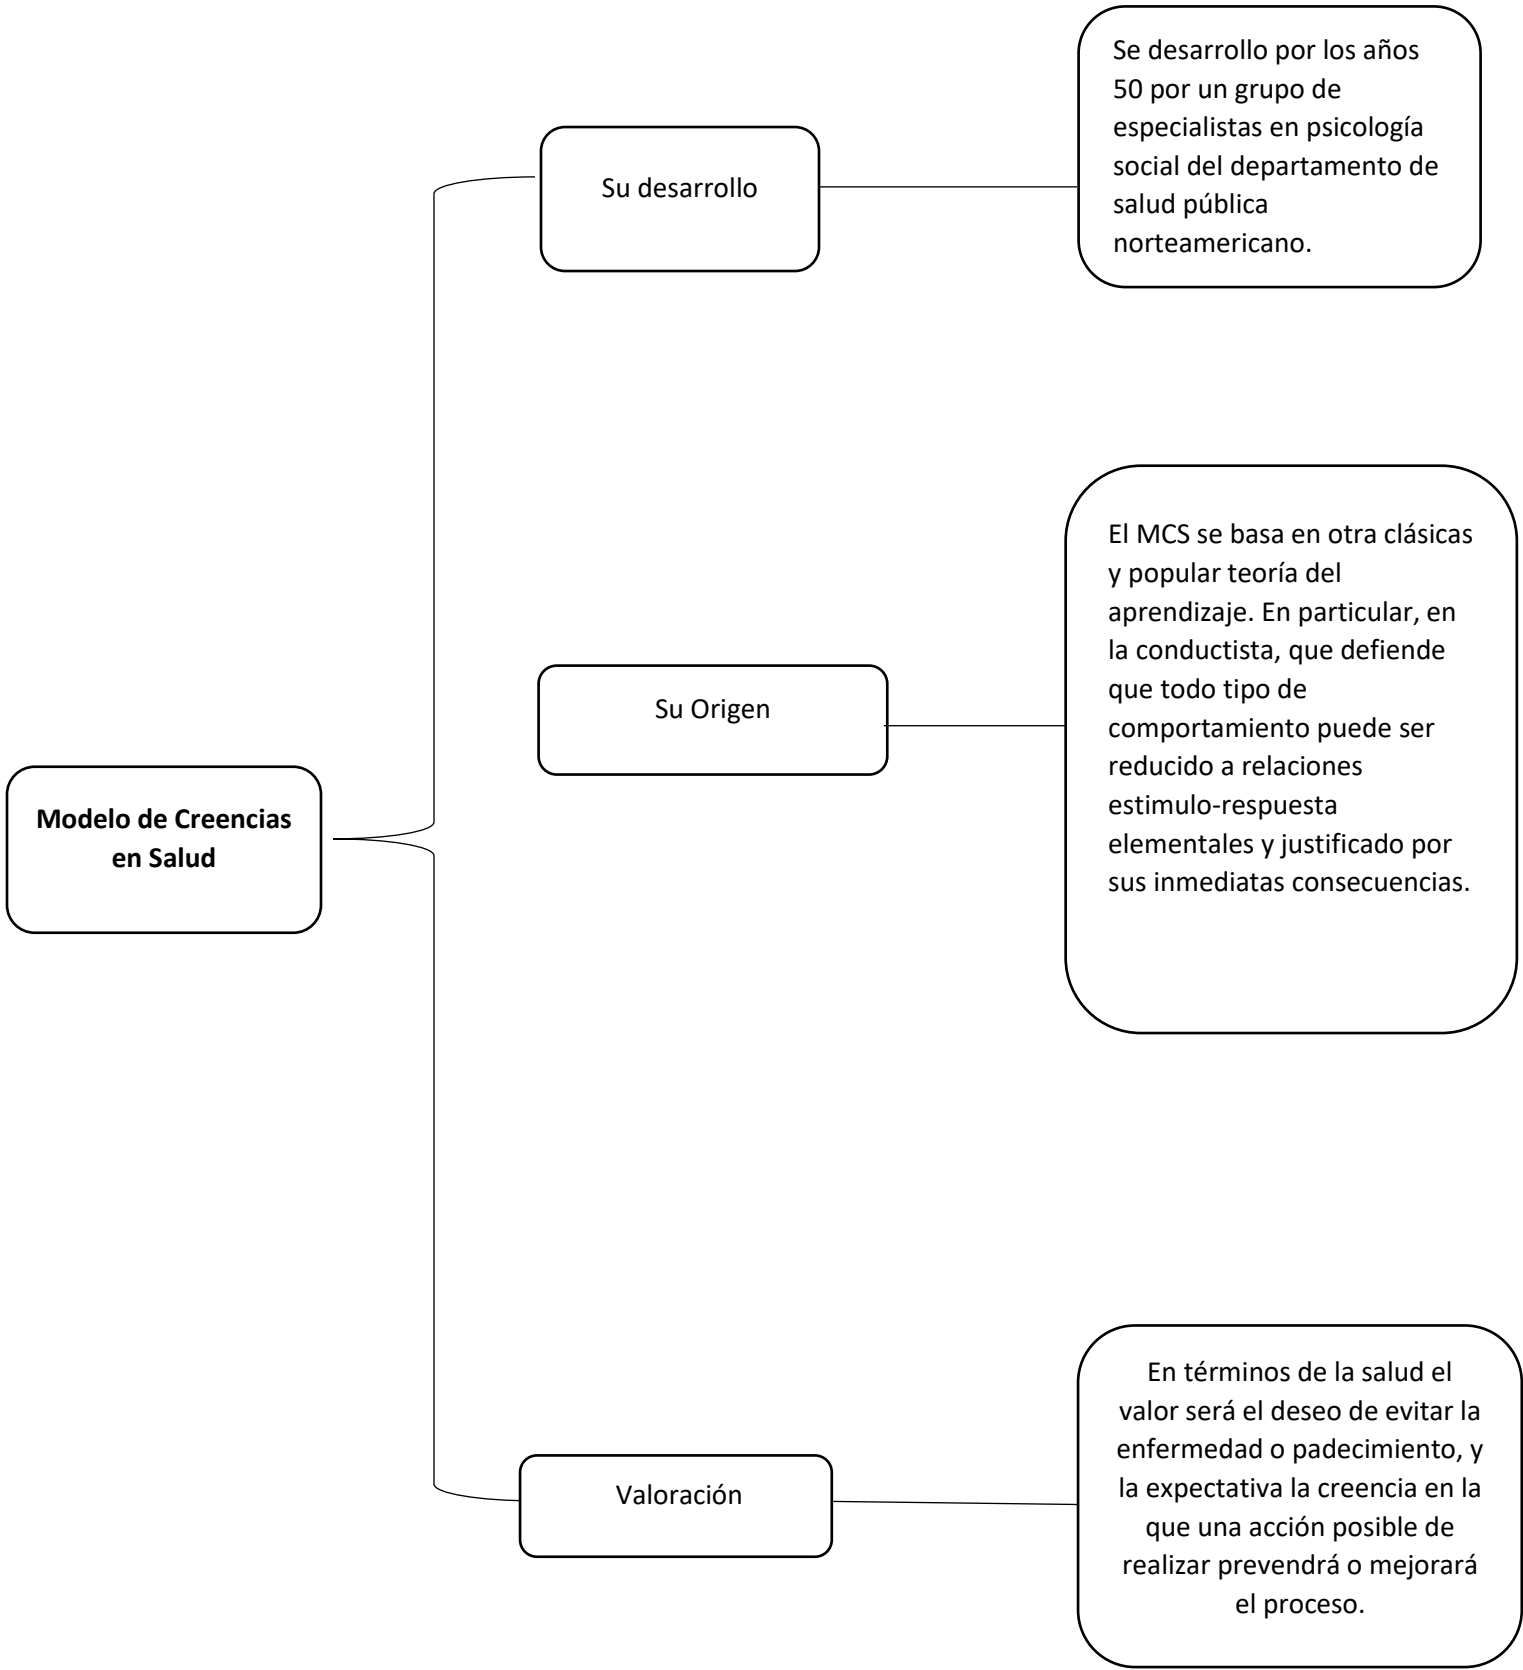 Se desarrollo por los años
50 por un grupo de
especialistas en psicología
social del departamento de
salud pública
norteamericano.
Su desarrollo
El MCS se basa en otra clásicas
y popular teoría del
aprendizaje. En particular, en
la conductista, que defiende
que todo tipo de
comportamiento puede ser
reducido a relaciones
estimulo-respuesta
elementales y justificado por
sus inmediatas consecuencias.
Su Origen
Modelo de Creencias
en Salud
En términos de la salud el
valor será el deseo de evitar la
enfermedad o padecimiento, y
la expectativa la creencia en la
que una acción posible de
realizar prevendrá o mejorará
el proceso.
Valoración